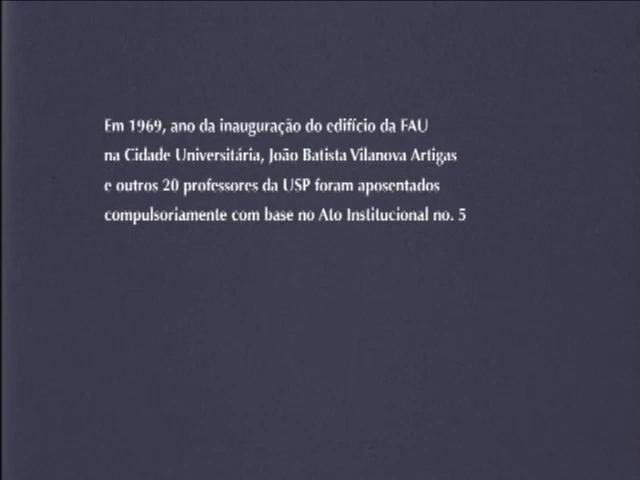 Em 1969, ano da inauguração do edifício da FAU
na Cidade Universitária, João Batista Vilanova Artigas
e outros 20 professores da USP foram aposentados
compulsoriamente com base no Ato Institucional no. 5